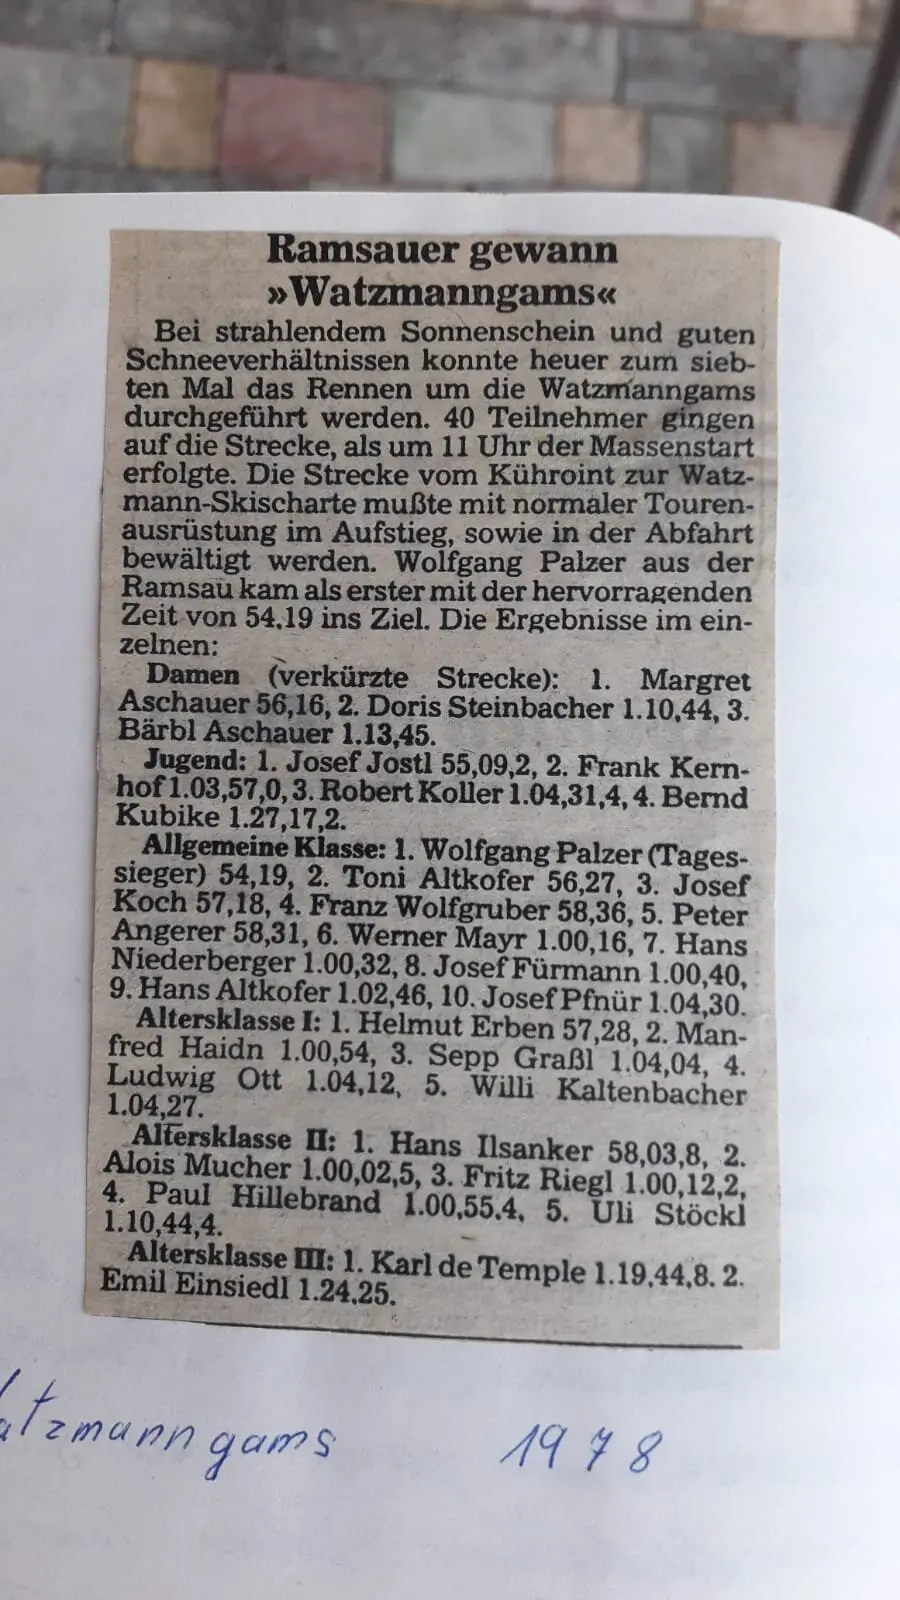 Ramsauer gewann
»Watzmanngams«
Bei strahlendem Sonnenschein und guten
Schneeverhältnissen konnte heuer zum sieb-
ten Mal das Rennen um die Watzmanngams
durchgeführt werden. 40 Teilnehmer gingen
auf die Strecke, als um 11 Uhr der Massenstart
erfolgte. Die Strecke vom Kühroint zur Watz-
mann-Skischarte mußte mit normaler Touren-
ausrüstung im Aufstieg, sowie in der Abfahrt
bewältigt werden. Wolfgang Palzer aus der
Ramsau kam als erster mit der hervorragenden
Zeit von 54,19 ins Ziel. Die Ergebnisse im ein-
zelnen:
Damen (verkürzte Strecke): 1. Margret
Aschauer 56,16, 2. Doris Steinbacher 1.10,44, 3.
Bärbl Aschauer 1.13,45.
Jugend: 1. Josef Jostl 55,09,2, 2. Frank Kern-
hof 1.03,57,0, 3. Robert Koller 1.04,31,4, 4. Bernd
Kubike 1.27,17,2.
Allgemeine Klasse: 1. Wolfgang Palzer (Tages-
sieger) 54,19, 2. Toni Altkofer 56,27, 3. Josef
Koch 57,18, 4. Franz Wolfgruber 58,36, 5. Peter
Angerer 58,31, 6. Werner Mayr 1.00,16, 7. Hans
Niederberger 1.00,32, 8. Josef Fürmann 1.00,40,
9. Hans Altkofer 1.02,46, 10. Josef Pfnür 1.04,30.
Altersklasse I: 1. Helmut Erben 57,28, 2. Man-
fred Haidn 1.00,54, 3. Sepp Graßl 1.04,04, 4.
Ludwig Ott 1.04,12, 5. Willi Kaltenbacher
1.04,27.
Altersklasse II: 1. Hans Ilsanker 58,03,8, 2.
Alois Mucher 1.00,02,5, 3. Fritz Riegl 1.00,12,2,
4. Paul Hillebrand 1.00,55,4, 5. Uli Stöckl
1.10,44,4.
Altersklasse III: 1. Karl de Temple 1.19,44,8. 2.
Emil Einsiedl 1.24,25.
Watzmanngams 1978